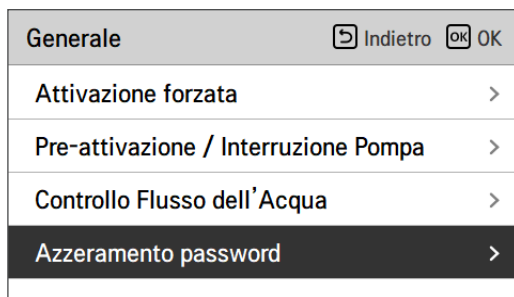 Generale Indietro OK OK
Attivazione forzata
Pre-attivazione / Interruzione Pompa
Controllo Flusso dell'Acqua
Azzeramento password